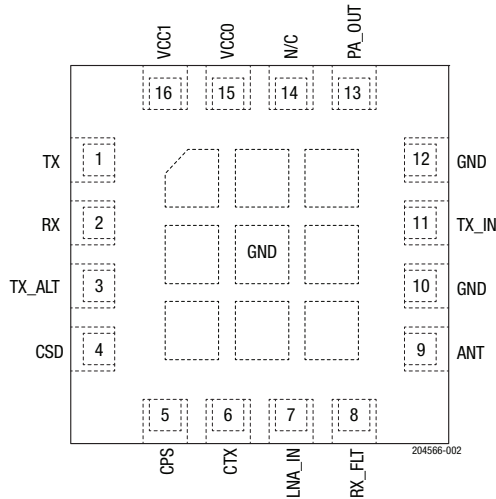 VCC1
VCC0
N/C
PA_OUT
16
15
14
13
TX
1
12
GND
RX
2
11
TX_IN
GND
TX_ALT
3
10
GND
CSD
4
9
ANT
5
6
7
8
CPS
CTX
LNA_IN
RX_FLT
204566-002